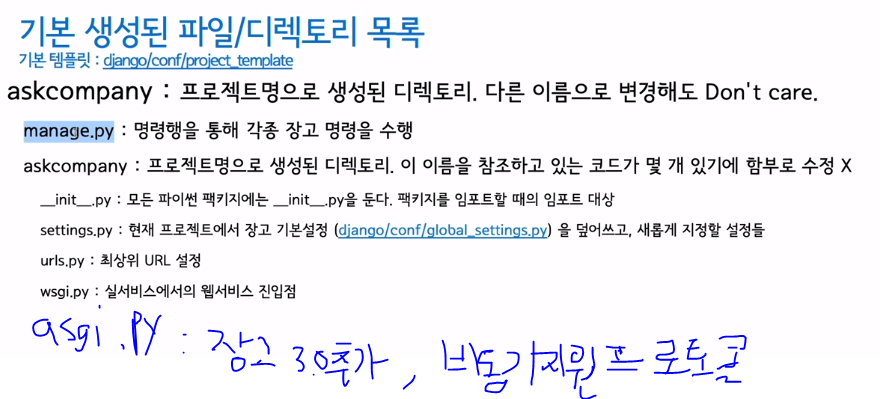 기본 생성된 파일/디렉토리 목록
기본 템플릿 : django/conf/project_template
askcompany : 프로젝트명으로 생성된 디렉토리. 다른 이름으로 변경해도 Don't care.
manage.py : 명령행을 통해 각종 장고 명령을 수행
askcompany : 프로젝트명으로 생성된 디렉토리. 이 이름을 참조하고 있는 코드가 몇 개 있기에 함부로 수정 X
__init__.py : 모든 파이썬 팩키지에는 __init__.py을 둔다. 팩키지를 임포트할 때의 임포트 대상
settings.py : 현재 프로젝트에서 장고 기본설정 (django/conf/global_settings.py) 을 덮어쓰고, 새롭게 지정할 설정들
urls.py : 최상위 URL 설정
wsgi.py : 실서비스에서의 웹서비스 진입점
asgi.py : 장고 3.0추가, 비동기지원프로토콜